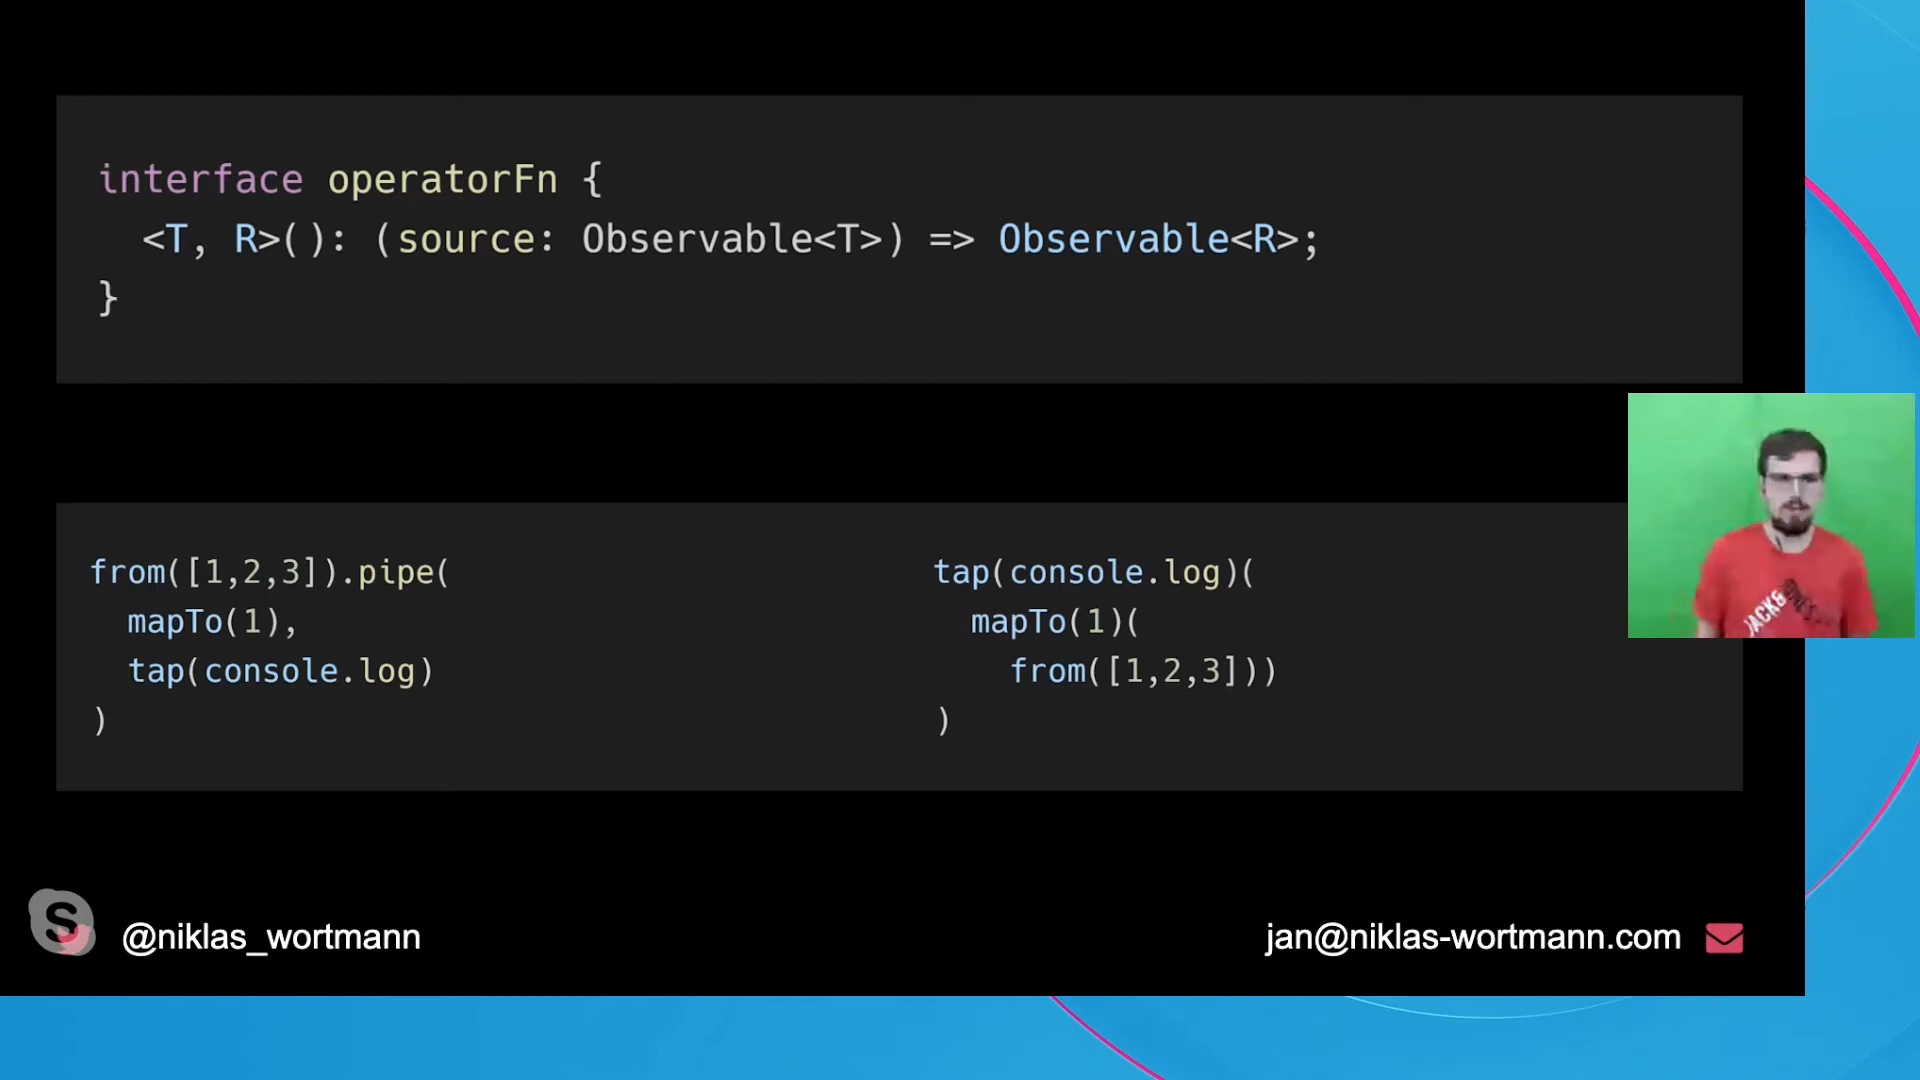 interface operatorFn {
<T, R>(): (source: Observable<T>) => Observable<R>;
}
from([1,2,3]).pipe(
mapTo(1),
tap(console.log)
)
tap(console.log)(
mapTo(1)(
from([1,2,3]))
)
JACK&
S
@niklas_wortmann
jan@niklas-wortmann.com